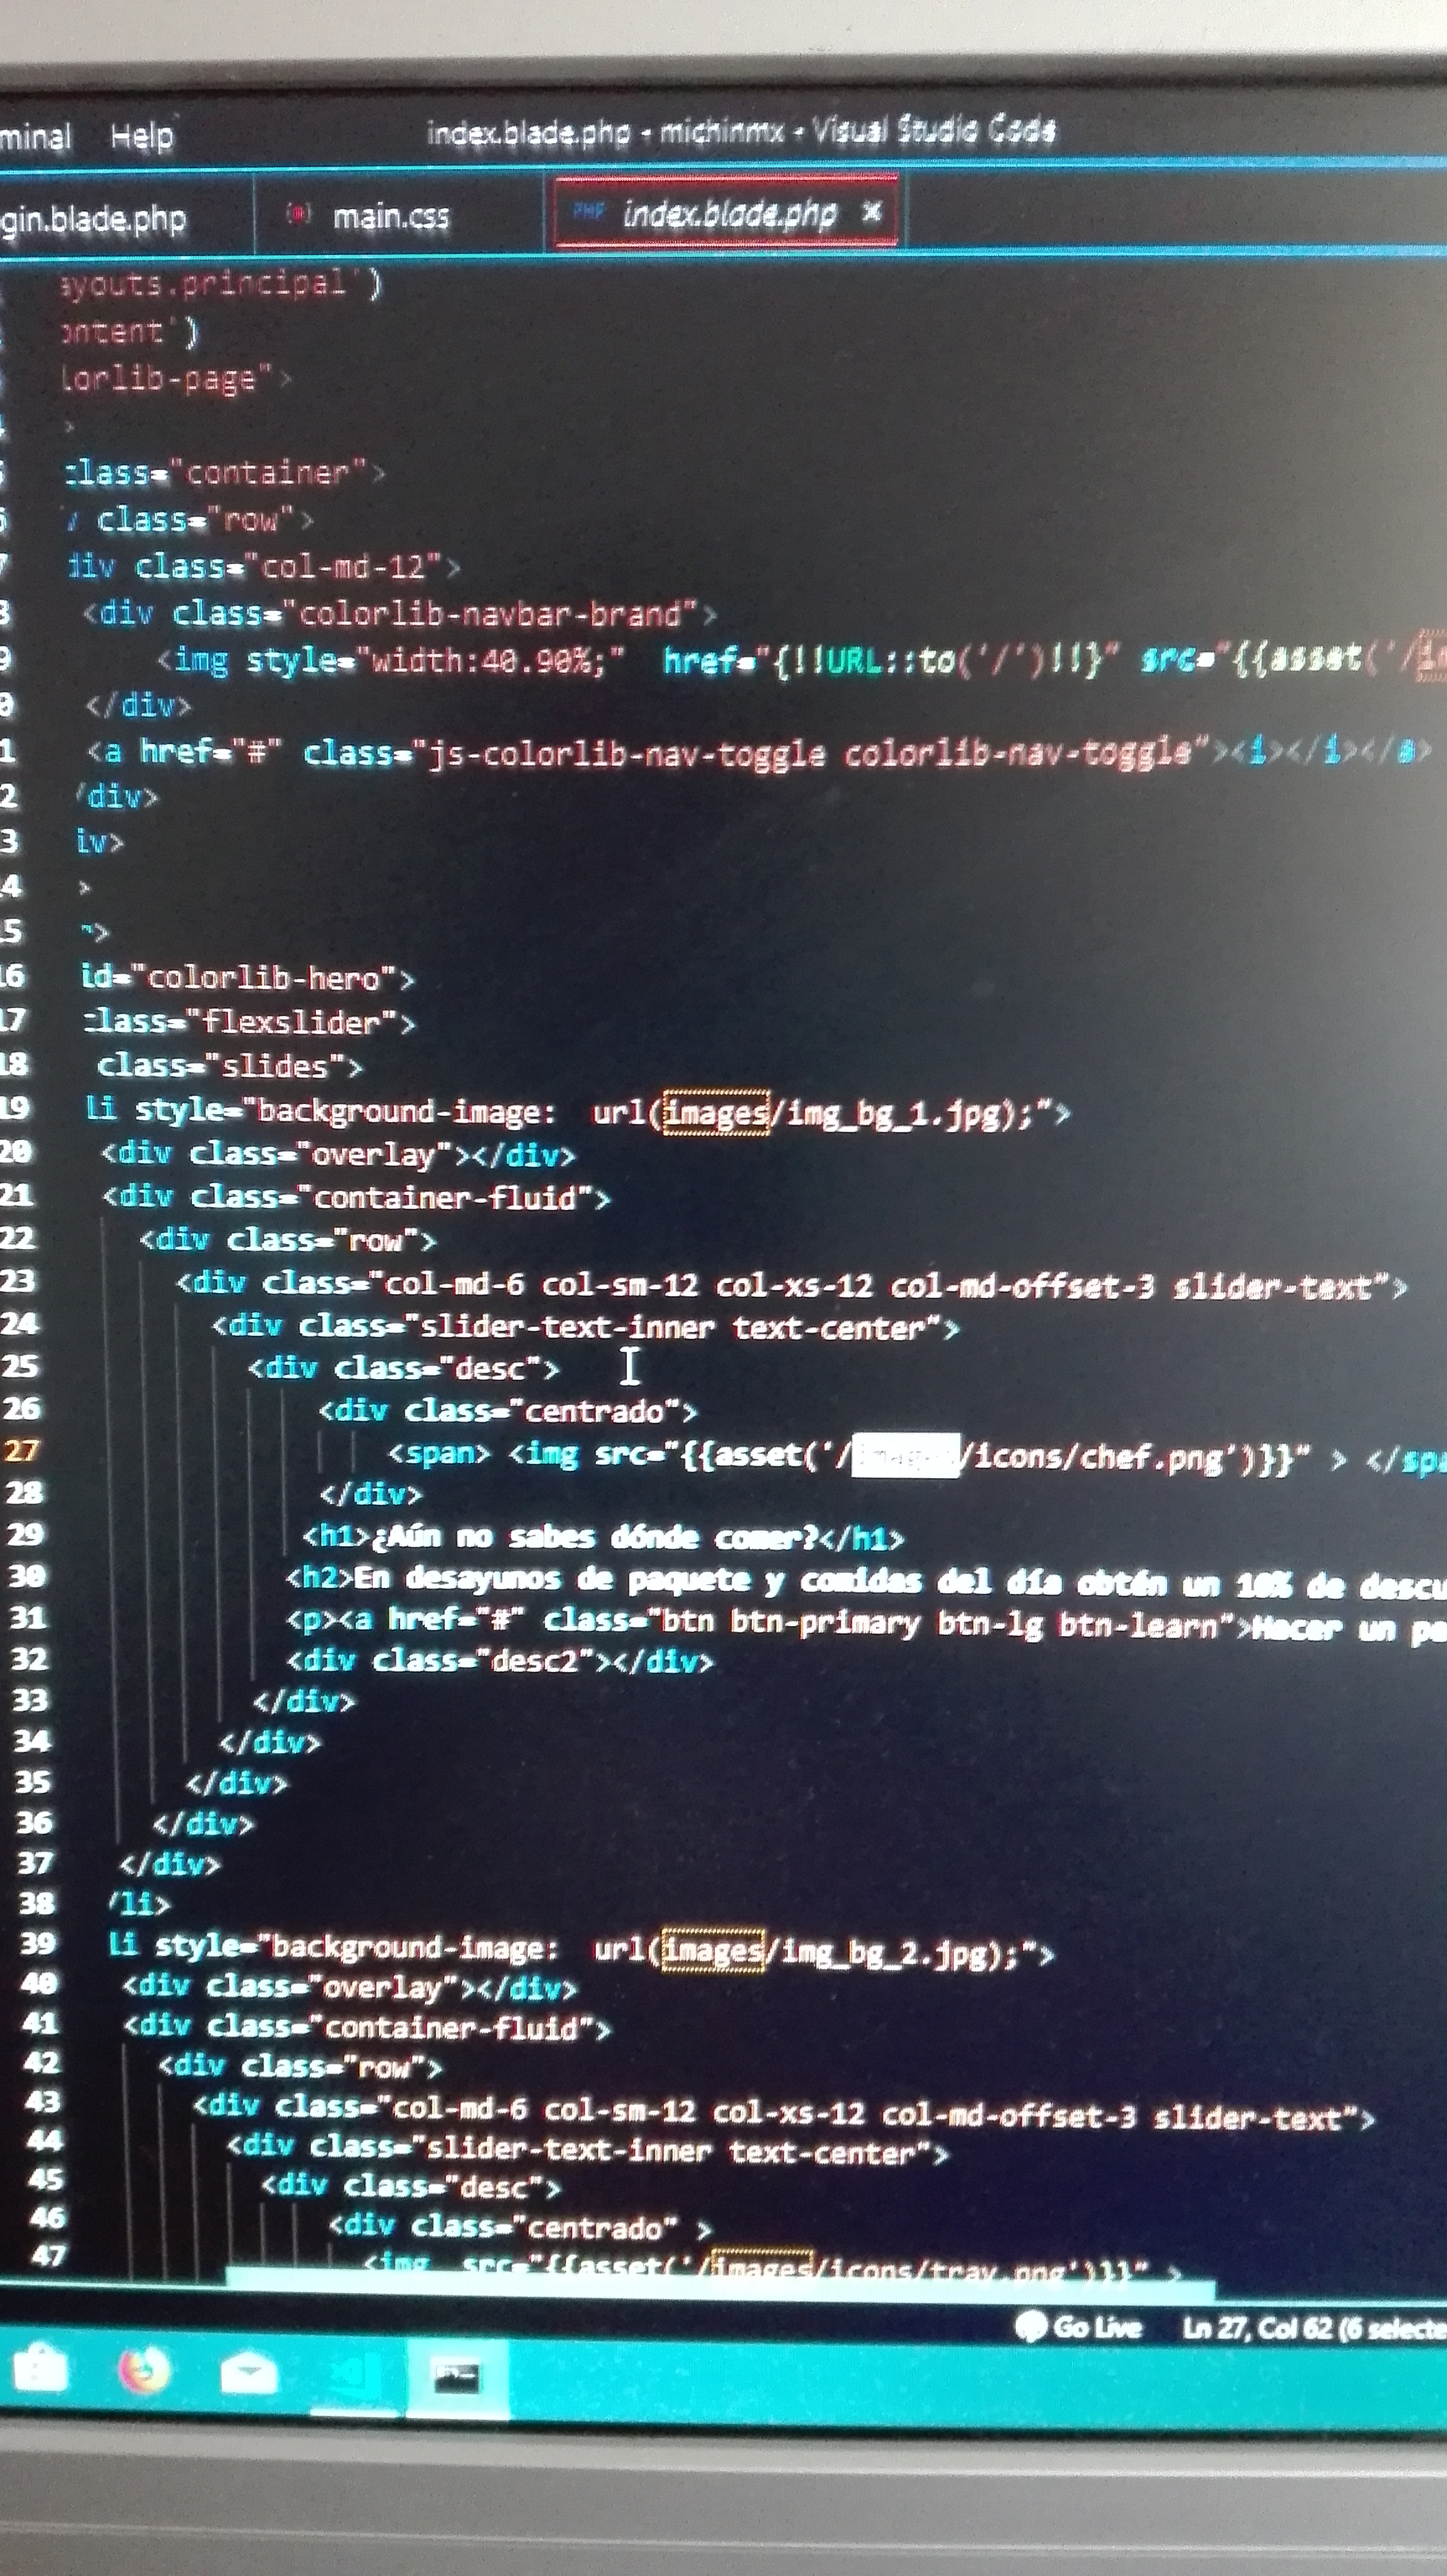 minal Help index.blade.php - michinmx - Visual Studio Code
gin.blade.php main.css PHP index.blade.php ×
ayouts.principal')
ontent')
lorlib-page">
>
class="container">
class="row">
div class="col-md-12">
<div class="colorlib-navbar-brand">
9 <img style="width:40.90%;" href="{!!URL::to('/')!!}" src="{{asset('/
0 </div>
1 <a href="#" class="js-colorlib-nav-toggle colorlib-nav-toggle"><i></i></a>
2 /div>
3 iv>
14 >
15 ">
16 id="colorlib-hero">
17 class="flexslider">
18 class="slides">
19 li style="background-image: url(images/img_bg_1.jpg);">
20 <div class="overlay"></div>
21 <div class="container-fluid">
22 <div class="row">
23 <div class="col-md-6 col-sm-12 col-xs-12 col-md-offset-3 slider-text">
24 <div class="slider-text-inner text-center">
25 <div class="desc">
26 <div class="centrado">
27 <span> <img src="{{asset('/images/icons/chef.png')}}" > </spa
28 </div>
29 <h1>¿Aún no sabes dónde comer?</h1>
30 <h2>En desayunos de paquete y comidas del día obtén un 10% de descu
31 <p><a href="#" class="btn btn-primary btn-lg btn-learn">Hacer un pe
32 <div class="desc2"></div>
33 </div>
34 </div>
35 </div>
36 </div>
37 </div>
38 /li>
39 li style="background-image: url(images/img_bg_2.jpg);">
40 <div class="overlay"></div>
41 <div class="container-fluid">
42 <div class="row">
43 <div class="col-md-6 col-sm-12 col-xs-12 col-md-offset-3 slider-text">
44 <div class="slider-text-inner text-center">
45 <div class="desc">
46 <div class="centrado" >
47 <img src="{{asset('/images/icons/tray.png')}}" >
Go Live Ln 27, Col 62 (6 selecte